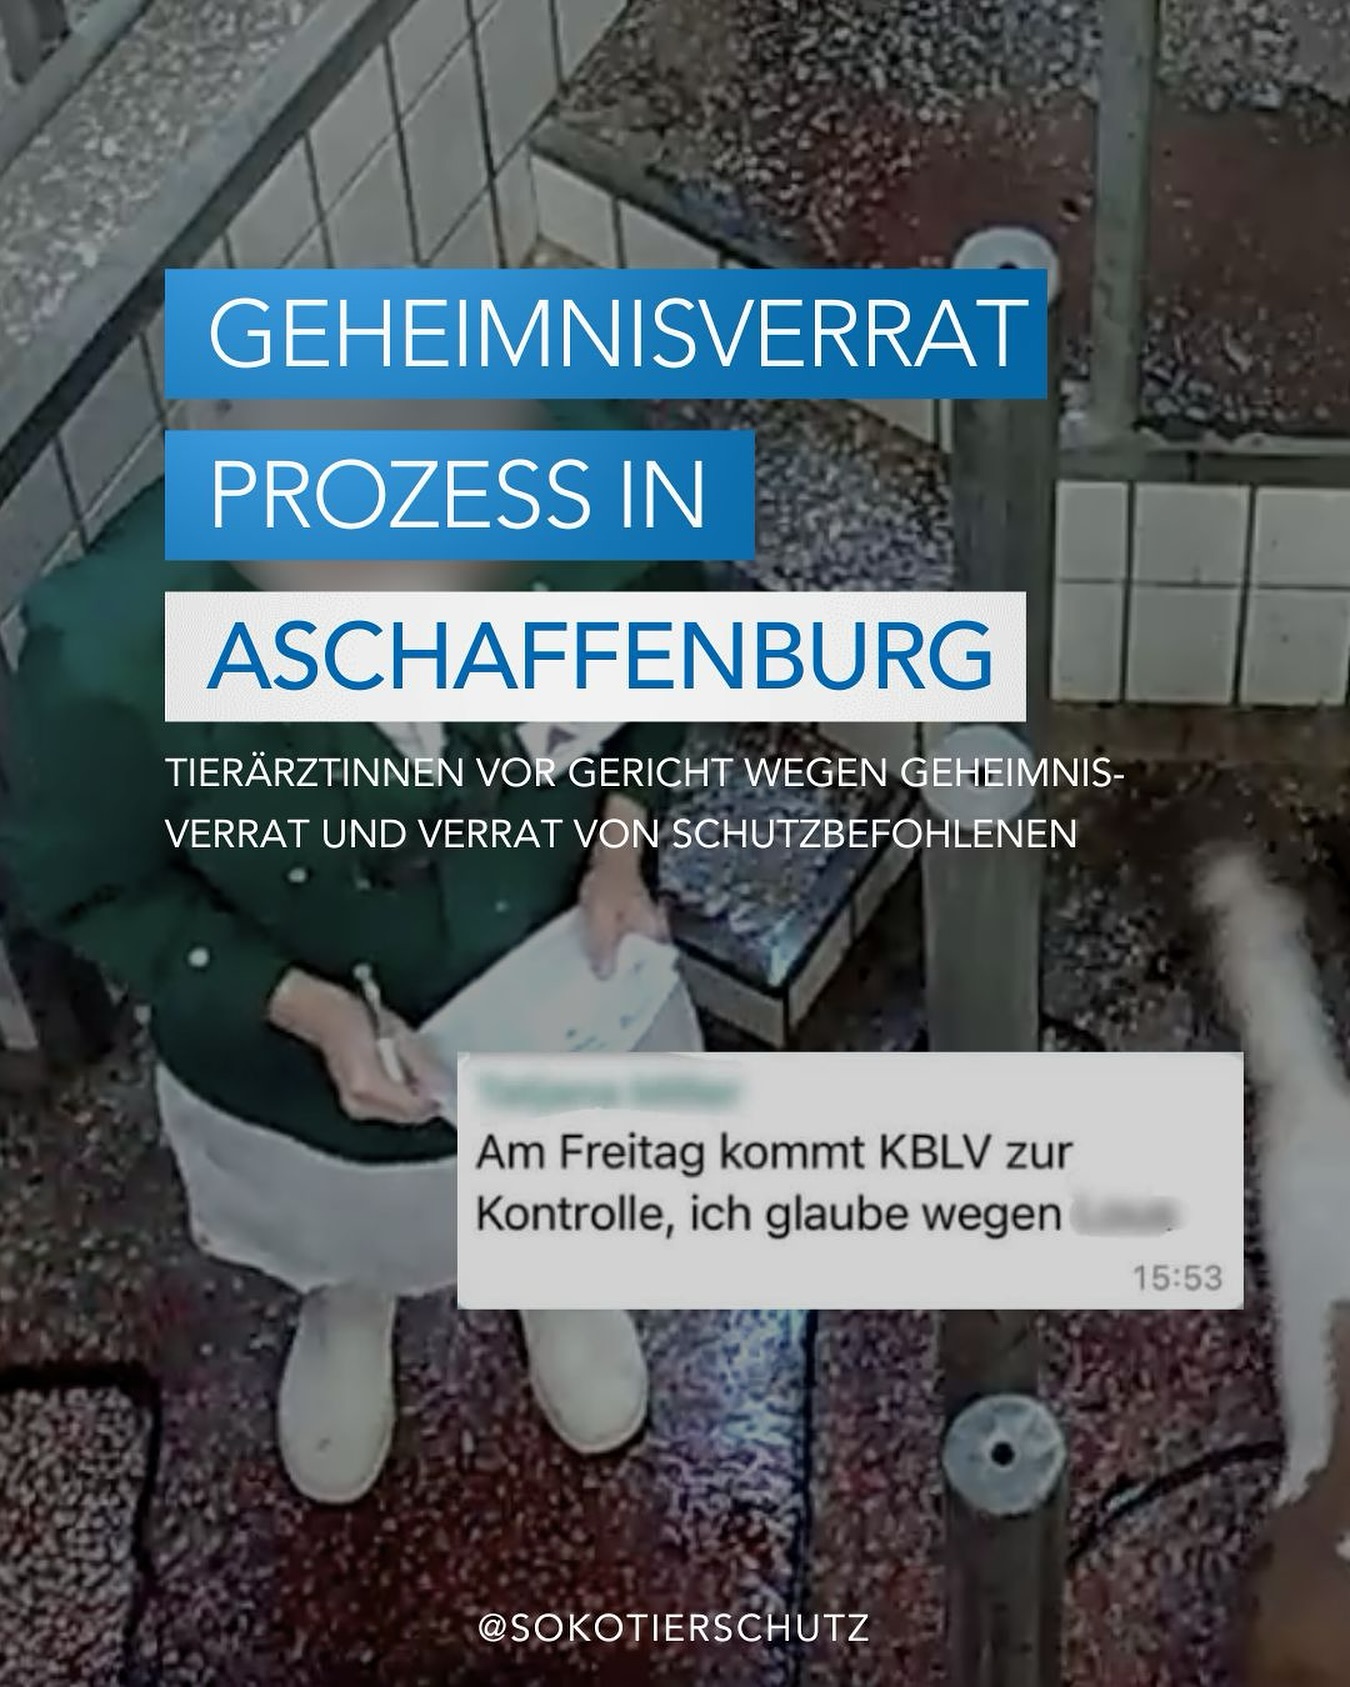 GEHEIMNISVERRAT
PROZESS IN
ASCHAFFENBURG
TIERÄRZTINNEN VOR GERICHT WEGEN GEHEIMNIS-
VERRAT UND VERRAT VON SCHUTZBEFOHLENEN
Am Freitag kommt KBLV zur
Kontrolle, ich glaube wegen
15:53
@SOKOTIERSCHUTZ